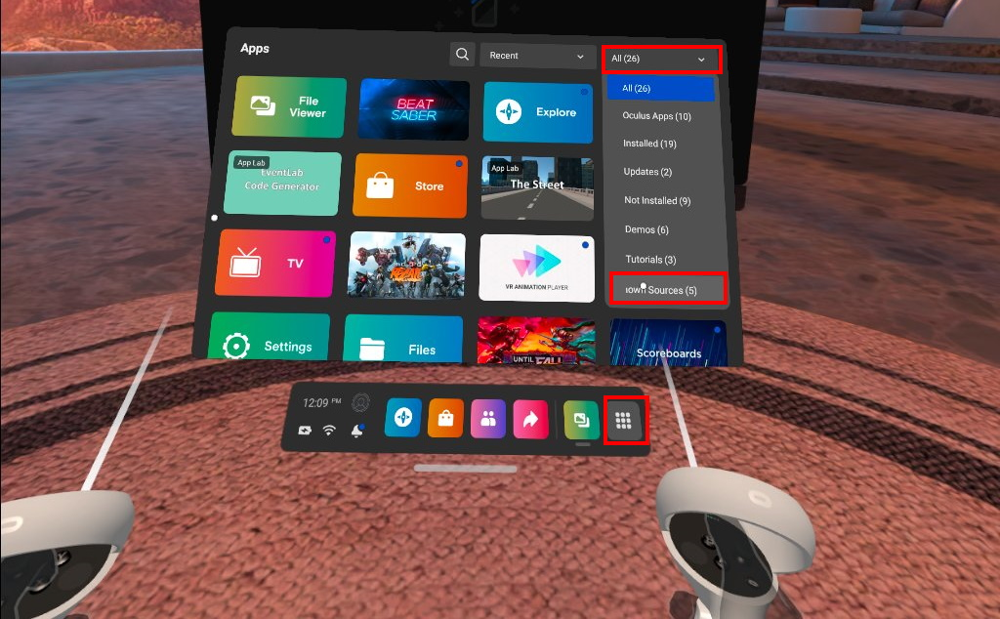 Apps
Recent
All (26)
File
Viewer
BEAT
SABER
Explore
All (26)
Oculus Apps (10)
Installed (19)
Updates (2)
Not Installed (9)
Demos (6)
Tutorials (3)
Sources (5)
App Lab
EventLab
Code Generator
Store
App Lab
The Street
TV
VR ANIMATION PLAYER
Settings
Files
UNTIL FALL
Scoreboards
12:09 PM